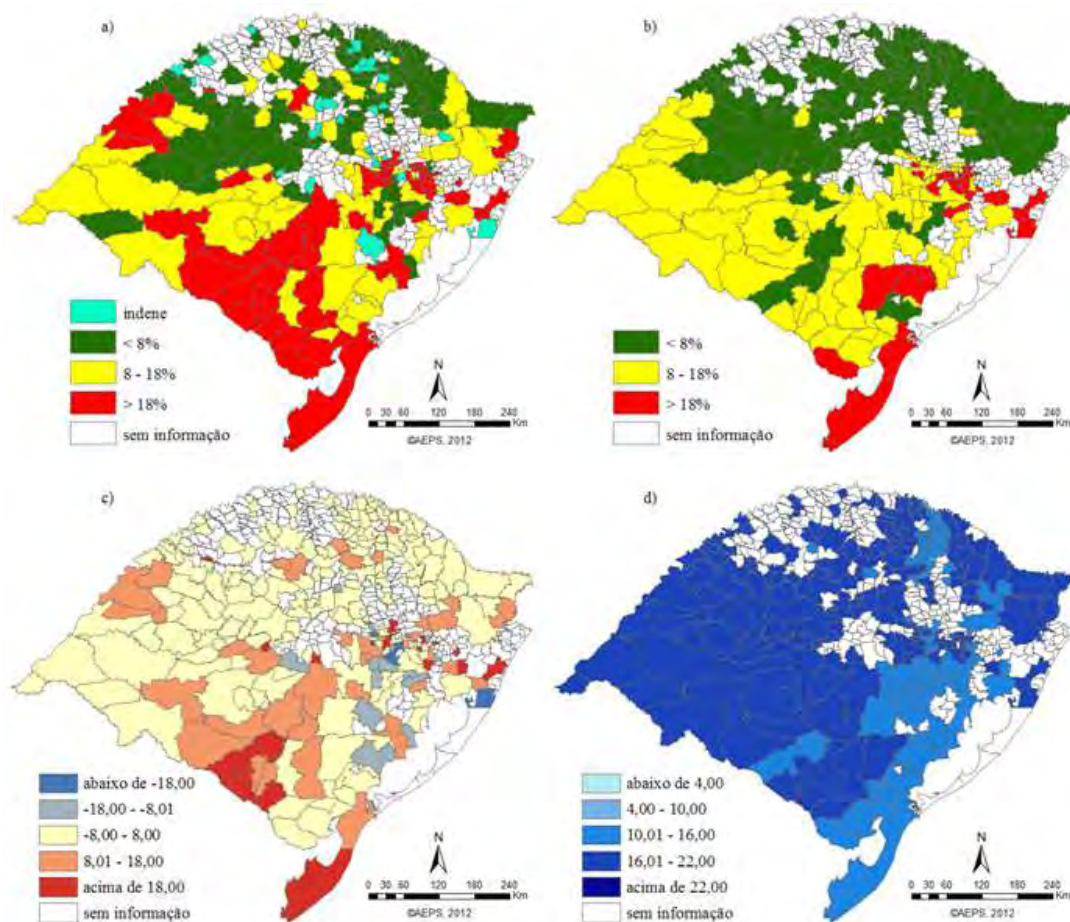 a)
indene
< 8%
8 - 18%
> 18%
sem informação
N
0 30 60 120 180 240
Km
©AEPS, 2012
b)
< 8%
8 - 18%
> 18%
sem informação
N
0 30 60 120 180 240
Km
©AEPS, 2012
c)
abaixo de -18,00
-18,00 - -8,01
-8,00 - 8,00
8,01 - 18,00
acima de 18,00
sem informação
N
0 30 60 120 180 240
Km
©AEPS, 2012
d)
abaixo de 4,00
4,00 - 10,00
10,01 - 16,00
16,01 - 22,00
acima de 22,00
sem informação
N
0 30 60 120 180 240
Km
©AEPS, 2012